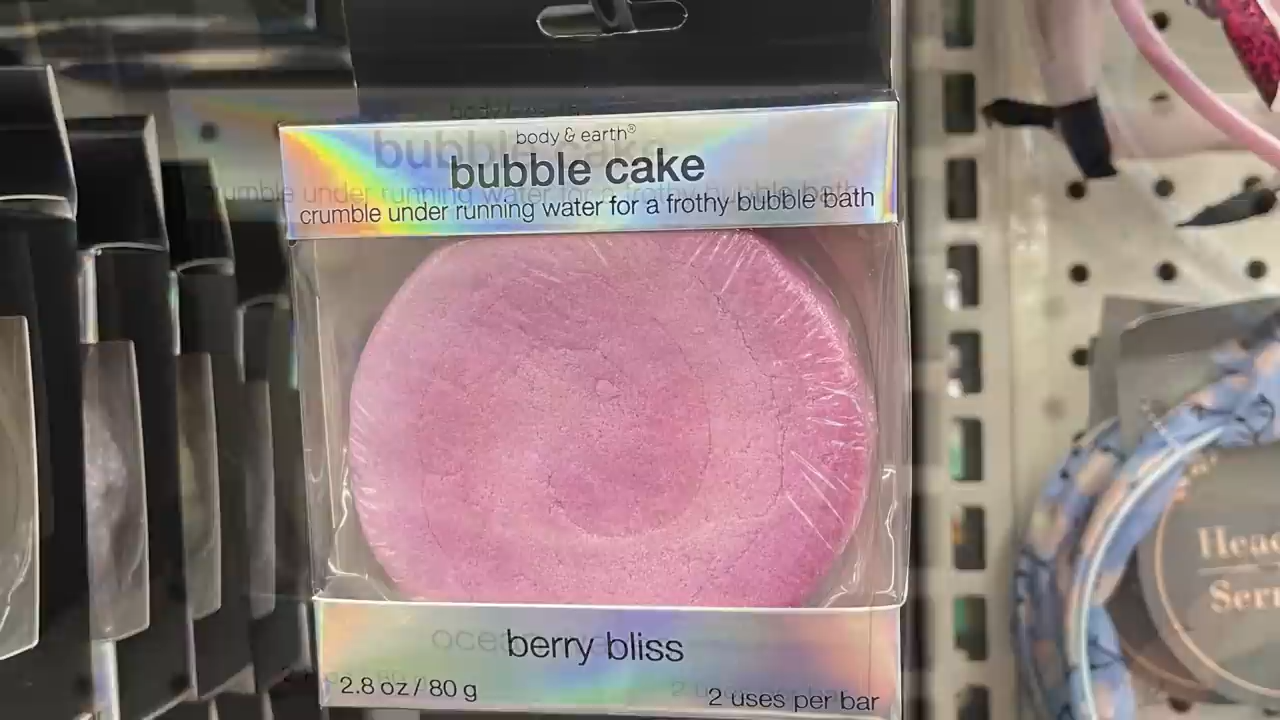 body & earth®
bubble cake
crumble under running water for a frothy bubble bath
berry bliss
2.8 oz / 80 g
2 uses per bar